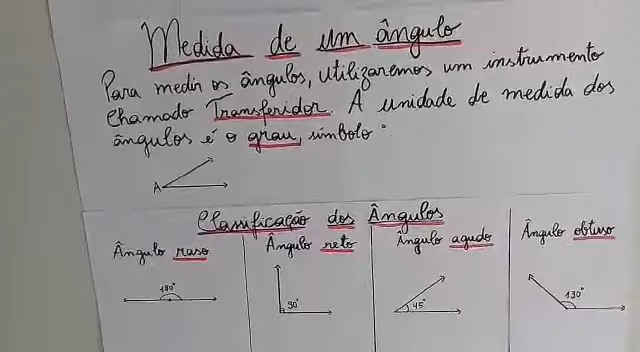 Medida de um ângulo
Para medir os ângulos, utilizaremos um instrumento
chamado Transferidor. A unidade de medida dos
ângulos é o grau, símbolo °
A
Classificação dos Ângulos
Ângulo raso
Ângulo reto
Ângulo agudo
Ângulo obtuso
180°
90°
45°
130°